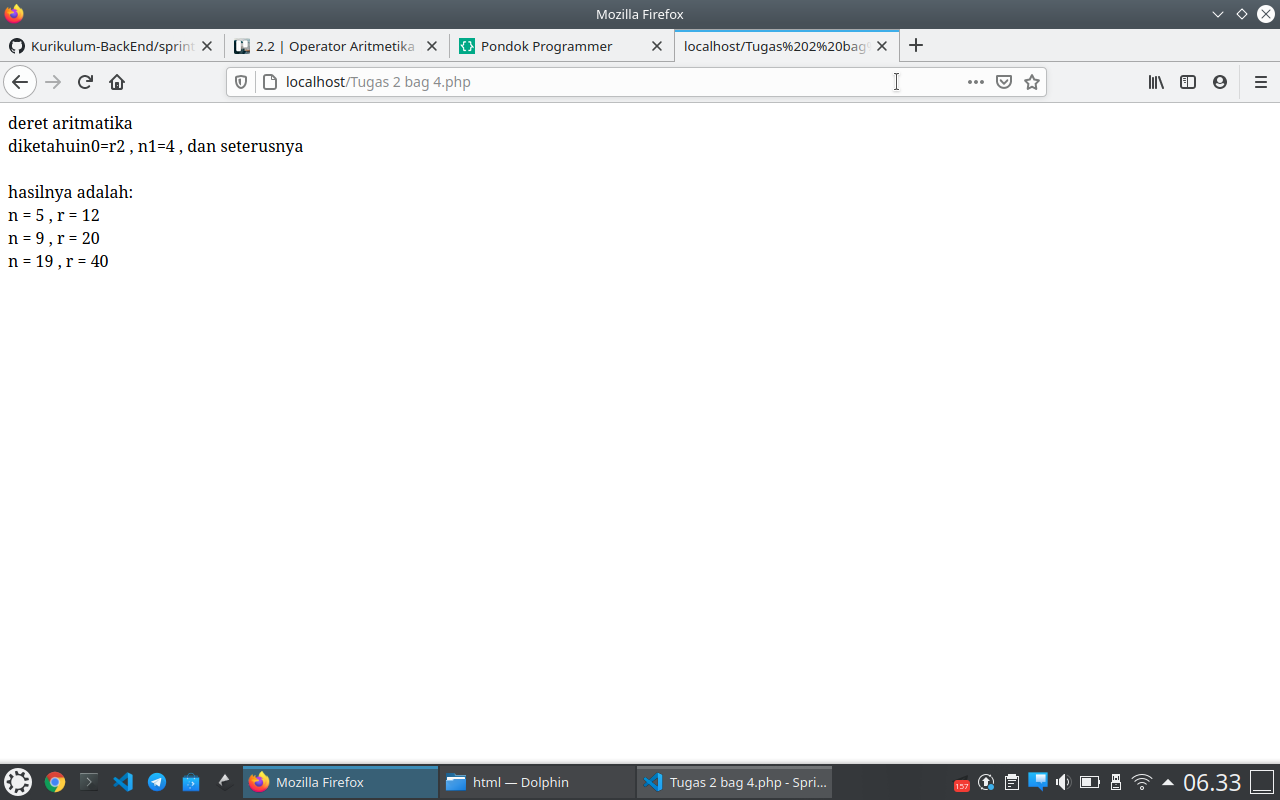 Mozilla Firefox
Kurikulum-BackEnd/sprint
2.2 | Operator Aritmetika
Pondok Programmer
localhost/Tugas%202%20bag%
localhost/Tugas 2 bag 4.php
deret aritmatika
diketahuin0=r2 , n1=4 , dan seterusnya
hasilnya adalah:
n = 5 , r = 12
n = 9 , r = 20
n = 19 , r = 40
Mozilla Firefox
html — Dolphin
Tugas 2 bag 4.php - Spri...
157
06.33